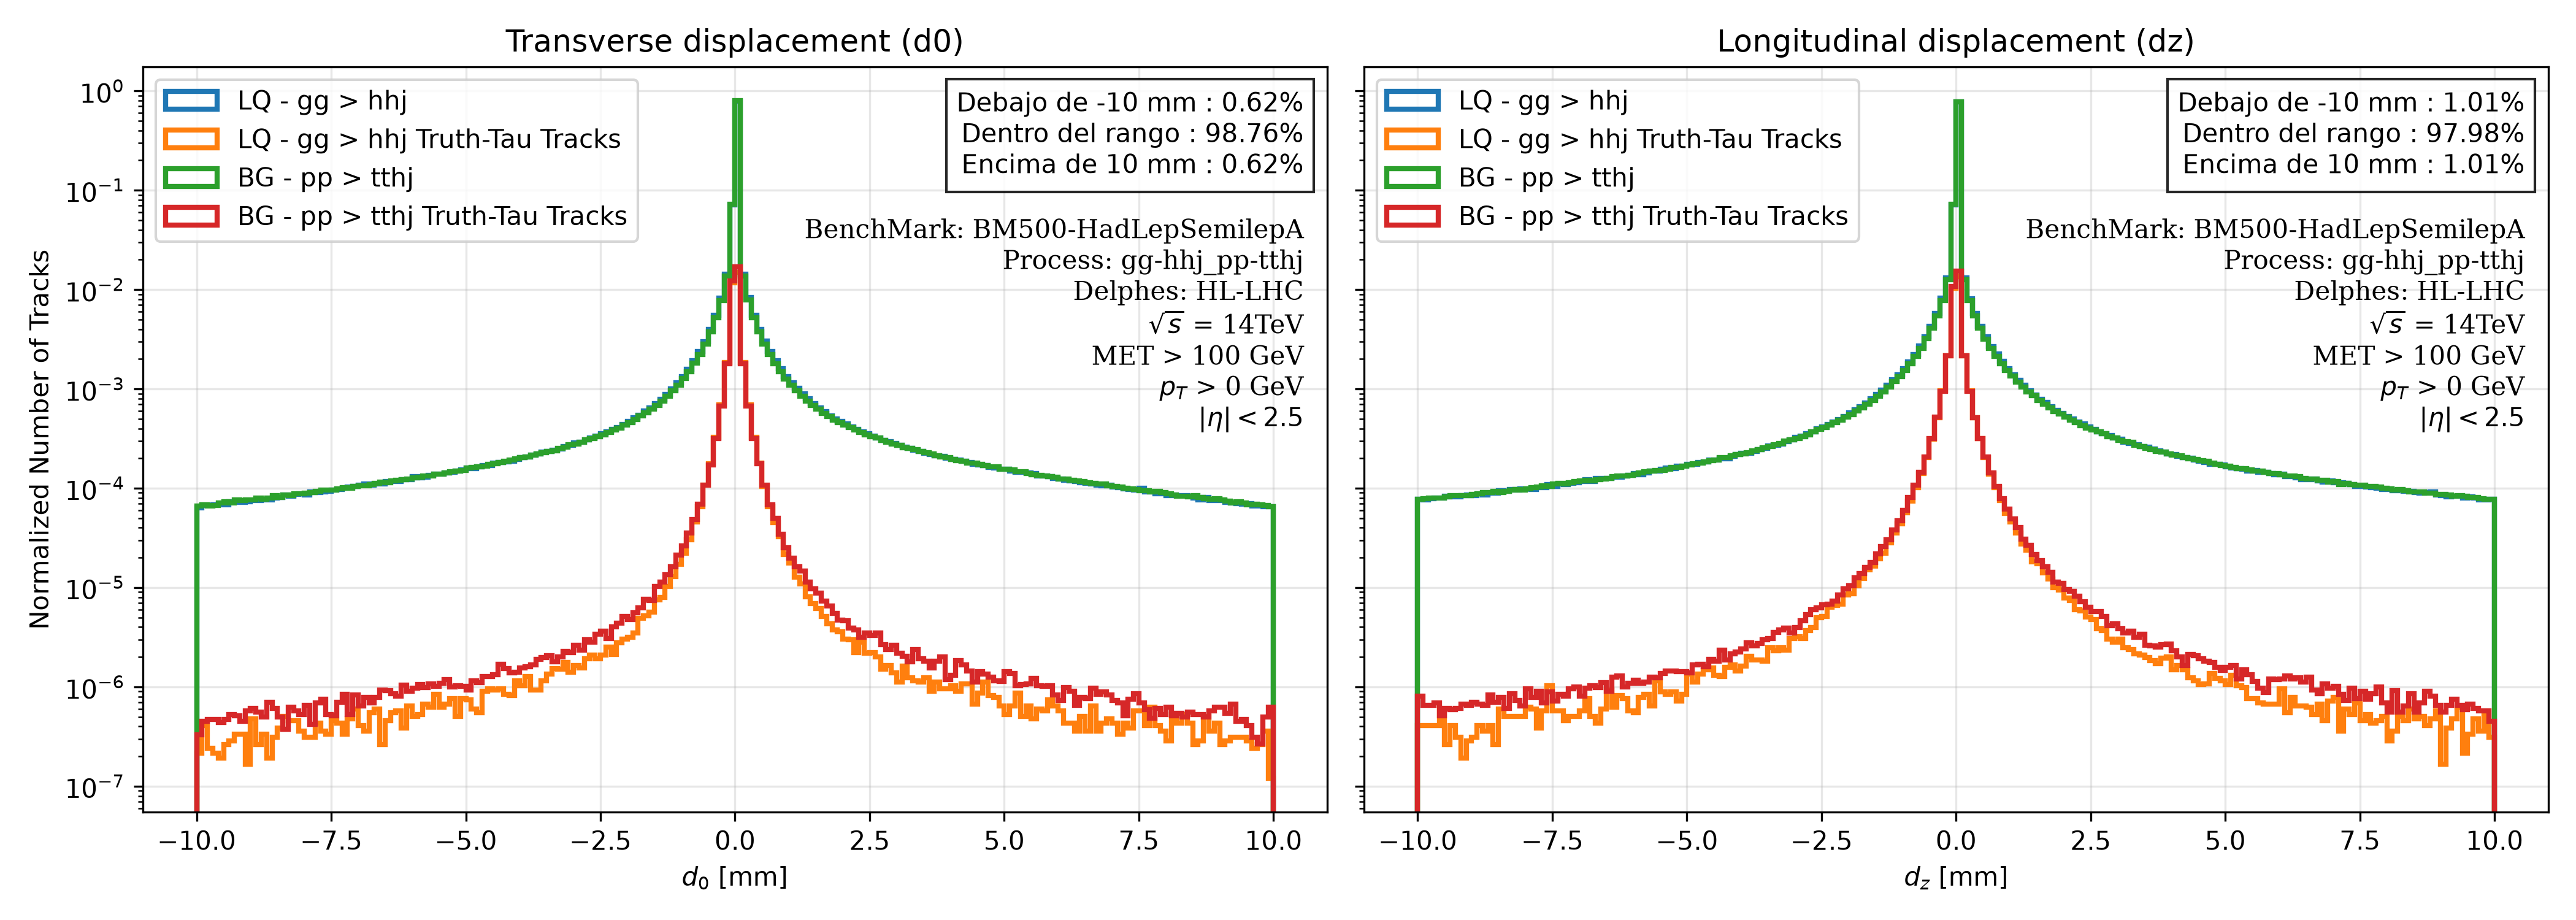 Transverse displacement (d0)
LQ - gg > hhj
LQ - gg > hhj Truth-Tau Tracks
BG - pp > tthj
BG - pp > tthj Truth-Tau Tracks
Debajo de -10 mm : 0.62%
Dentro del rango : 98.76%
Encima de 10 mm : 0.62%
BenchMark: BM500-HadLepSemilepA
Process: gg-hhj_pp-tthj
Delphes: HL-LHC
√s = 14TeV
MET > 100 GeV
p_T > 0 GeV
|η| < 2.5
Normalized Number of Tracks
10⁰
10⁻¹
10⁻²
10⁻³
10⁻⁴
10⁻⁵
10⁻⁶
10⁻⁷
−10.0 −7.5 −5.0 −2.5 0.0 2.5 5.0 7.5 10.0
d₀ [mm]
Longitudinal displacement (dz)
LQ - gg > hhj
LQ - gg > hhj Truth-Tau Tracks
BG - pp > tthj
BG - pp > tthj Truth-Tau Tracks
Debajo de -10 mm : 1.01%
Dentro del rango : 97.98%
Encima de 10 mm : 1.01%
BenchMark: BM500-HadLepSemilepA
Process: gg-hhj_pp-tthj
Delphes: HL-LHC
√s = 14TeV
MET > 100 GeV
p_T > 0 GeV
|η| < 2.5
−10.0 −7.5 −5.0 −2.5 0.0 2.5 5.0 7.5 10.0
d_z [mm]